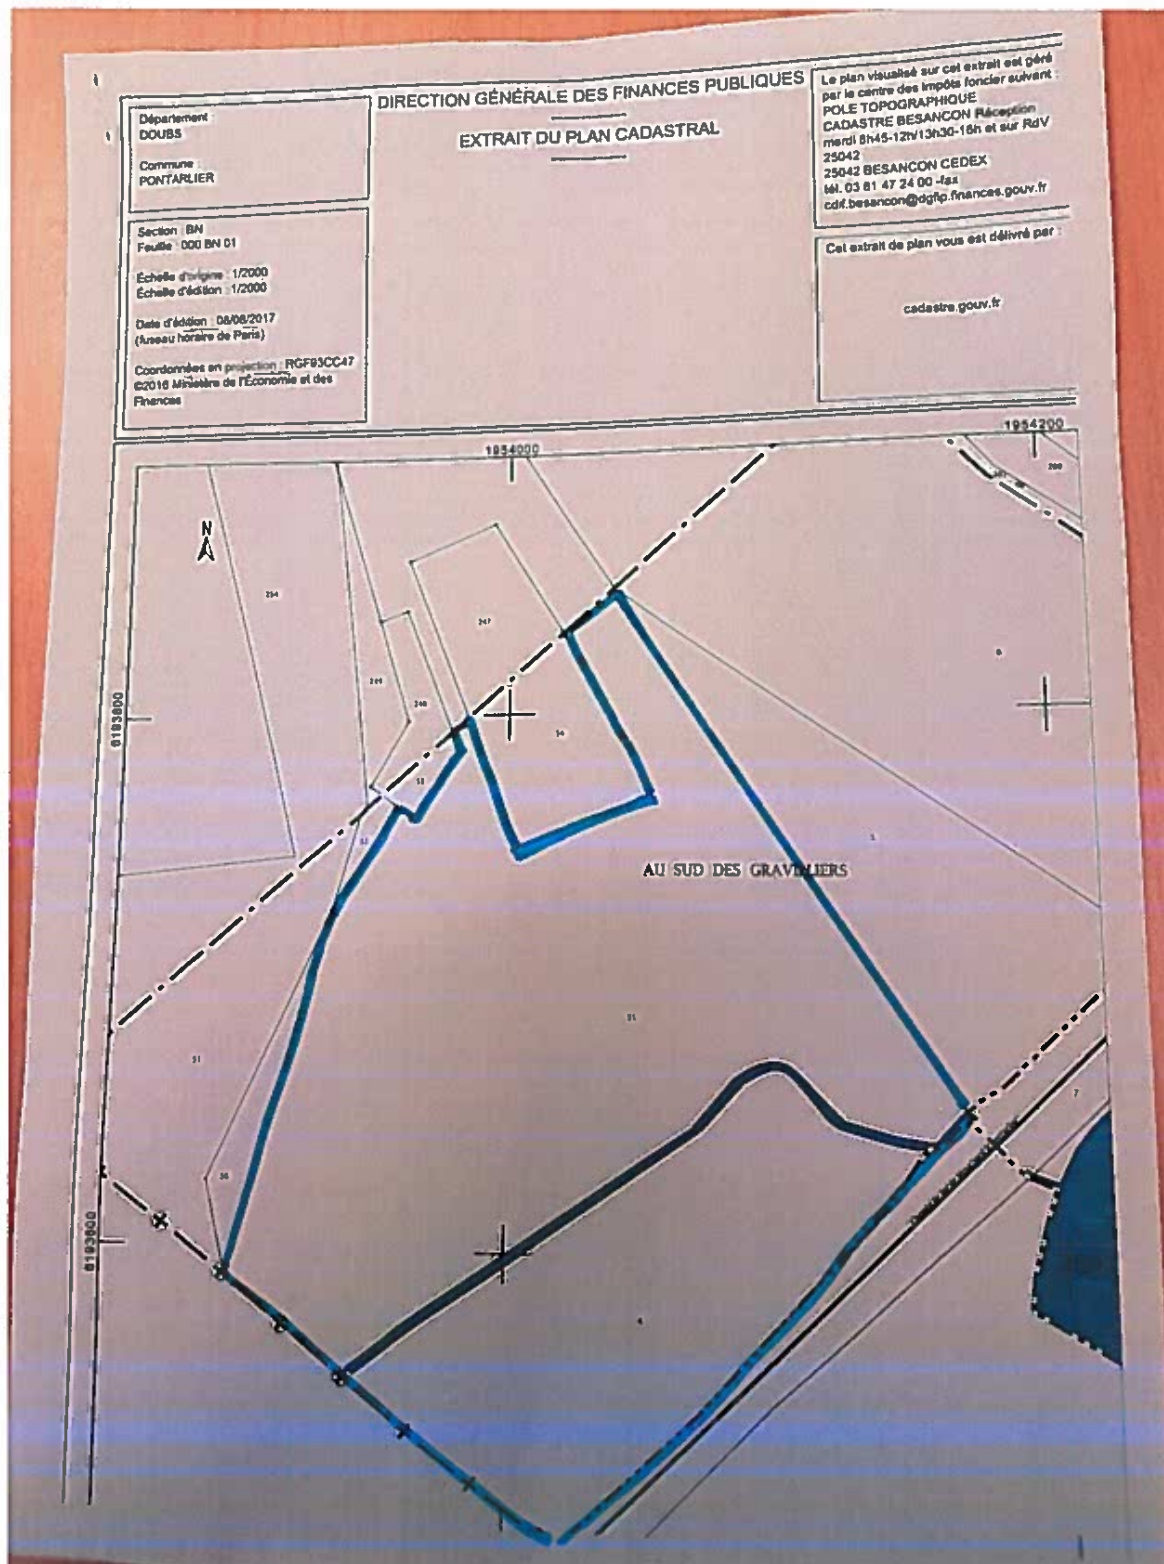 Département :
DOUBS
Commune :
PONTARLIER
Section : BN
Feuille : 000 BN 01
Échelle d'origine : 1/2000
Échelle d'édition : 1/2000
Date d'édition : 08/08/2017
(fuseau horaire de Paris)
Coordonnées en projection : RGF93CC47
©2016 Ministère de l'Économie et des
Finances
DIRECTION GÉNÉRALE DES FINANCES PUBLIQUES
EXTRAIT DU PLAN CADASTRAL
Le plan visualisé sur cet extrait est géré
par le centre des impôts foncier suivant :
POLE TOPOGRAPHIQUE
CADASTRE BESANCON Réception
mardi 8h45-12h/13h30-16h et sur RdV
25042
25042 BESANCON CEDEX
tél. 03 81 47 24 00 -fax
cdif.besancon@dgfip.finances.gouv.fr
Cet extrait de plan vous est délivré par :
cadastre.gouv.fr
1954000
1954200
N
254
247
249
248
54
6
6193800
AU SUD DES GRAVILLIERS
51
7
6193600
4